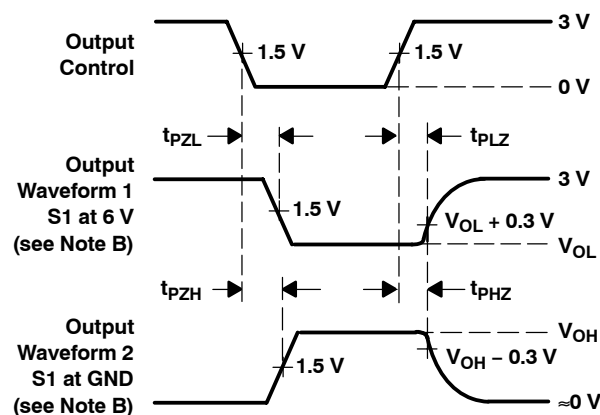 Output
Control
1.5 V
1.5 V
3 V
0 V
tPZL
tPLZ
Output
Waveform 1
S1 at 6 V
(see Note B)
1.5 V
3 V
VOL + 0.3 V
VOL
tPZH
tPHZ
Output
Waveform 2
S1 at GND
(see Note B)
1.5 V
VOH
VOH − 0.3 V
≈0 V